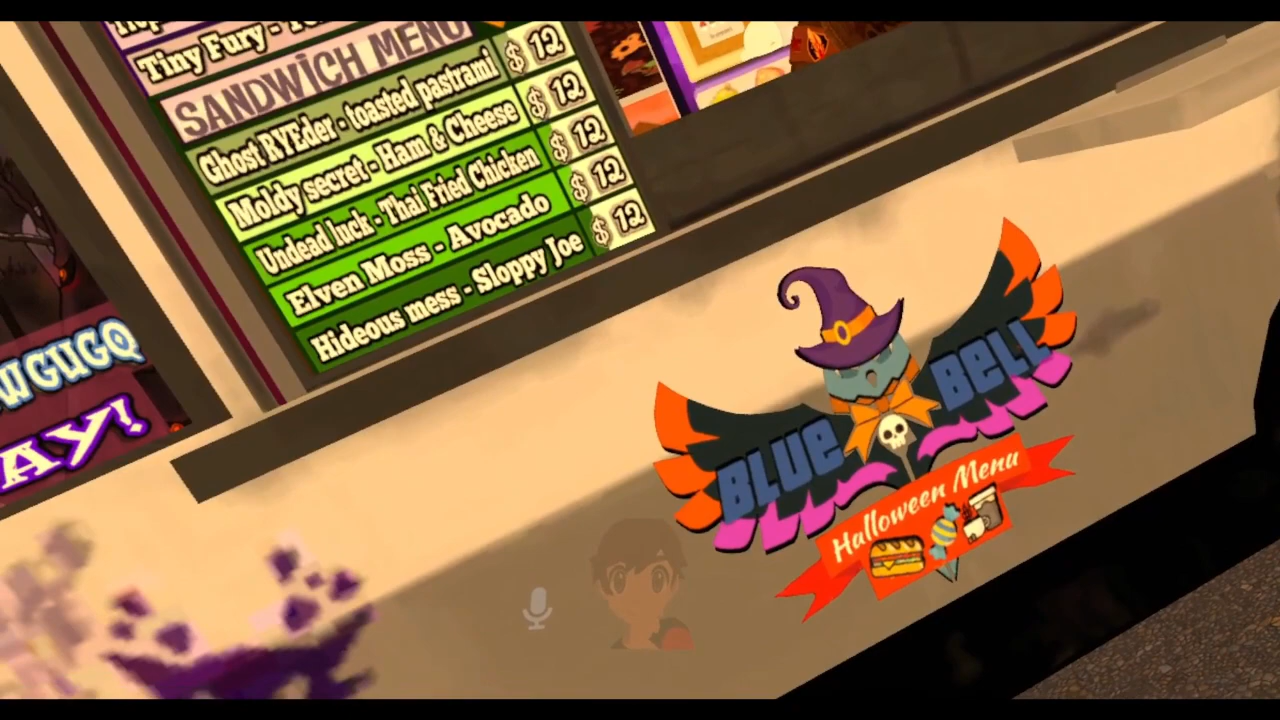 Tiny Fury -
SANDWICH MENU
Ghost RYEder - toasted pastrami $ 12
Moldy secret - Ham & Cheese $ 12
Undead luck - Thai Fried Chicken $ 12
Elven Moss - Avocado $ 12
Hideous mess - Sloppy Joe $ 12
AY!
BLUE BELL
Halloween Menu